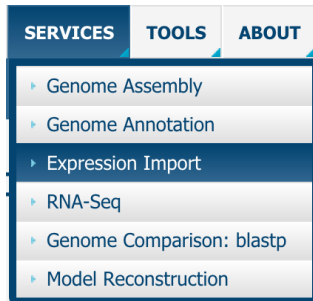 SERVICES TOOLS ABOUT
Genome Assembly
Genome Annotation
Expression Import
RNA-Seq
Genome Comparison: blastp
Model Reconstruction